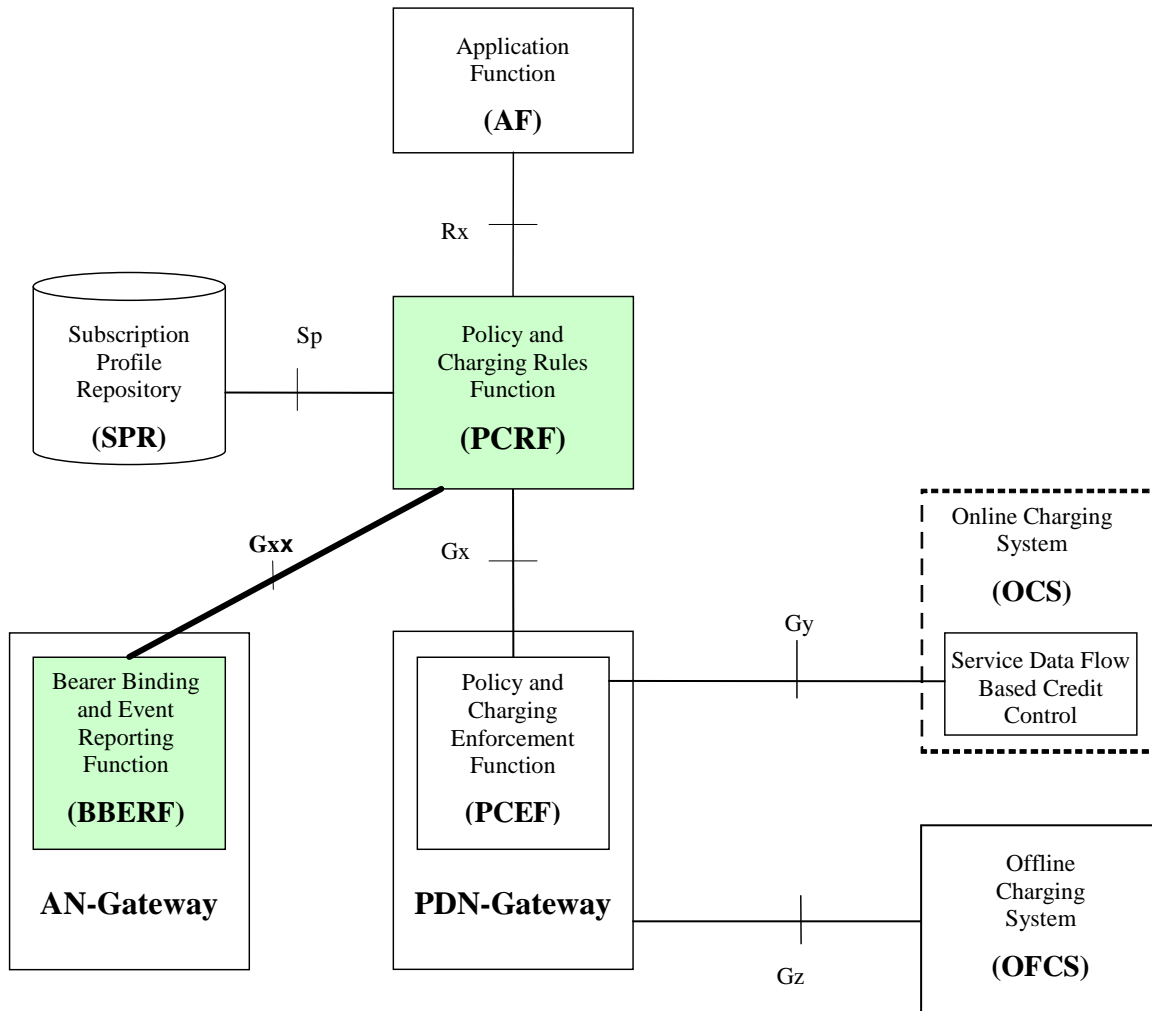 Application
Function
(AF)
Rx
Subscription
Profile
Repository
(SPR)
Sp
Policy and
Charging Rules
Function
(PCRF)
Gxx
Gx
Online Charging
System
(OCS)
Gy
Service Data Flow
Based Credit
Control
Bearer Binding
and Event
Reporting
Function
(BBERF)
AN-Gateway
Policy and
Charging
Enforcement
Function
(PCEF)
PDN-Gateway
Offline
Charging
System
(OFCS)
Gz